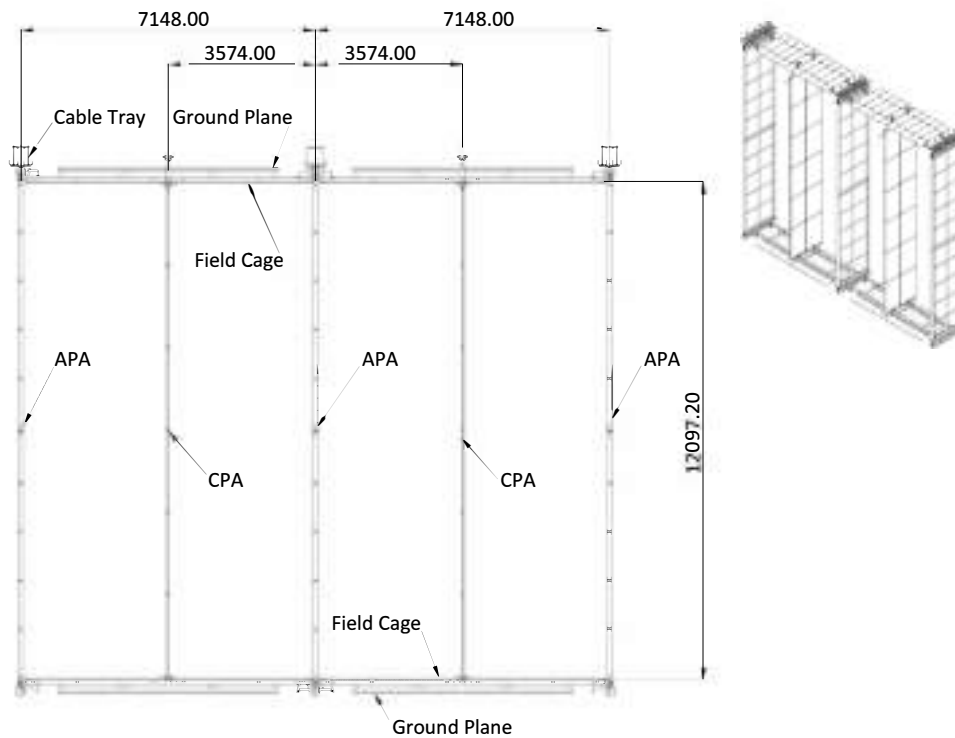 7148.00
7148.00
3574.00
3574.00
Cable Tray
Ground Plane
Field Cage
APA
APA
APA
12097.20
CPA
CPA
Field Cage
Ground Plane